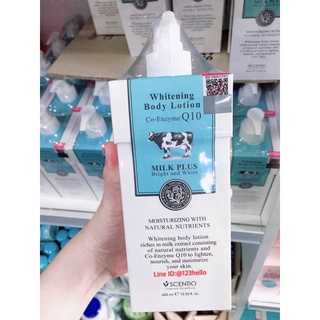 Whitening
Body Lotion
Co-Enzyme Q10
MILK PLUS
Bright and White
MOISTURIZING WITH
NATURAL NUTRIENTS
Whitening body lotion
riches in milk extract consisting
of natural nutrients and
Co-Enzyme Q10 to lighten,
nourish, and moisturize
your skin.
Line ID:@123hello
SCENTIO